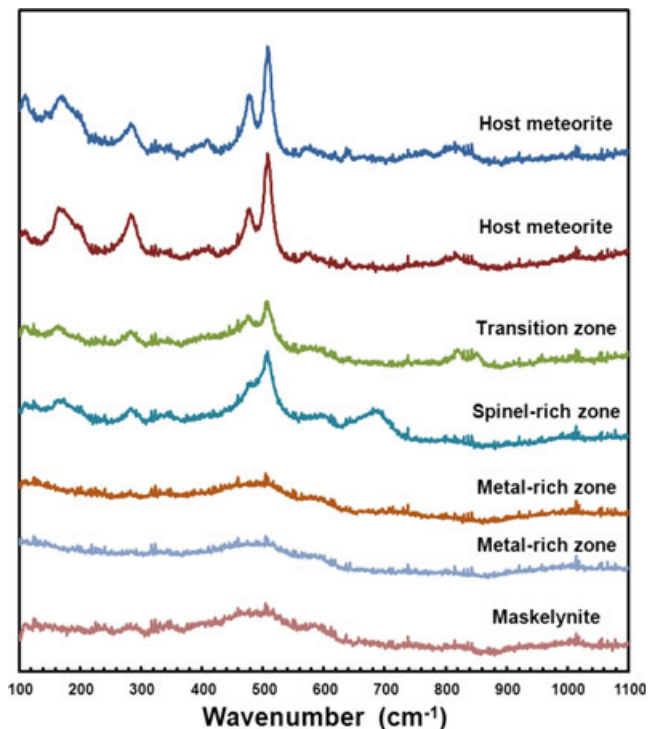 Host meteorite
Host meteorite
Transition zone
Spinel-rich zone
Metal-rich zone
Metal-rich zone
Maskelynite
100 200 300 400 500 600 700 800 900 1000 1100
Wavenumber (cm⁻¹)